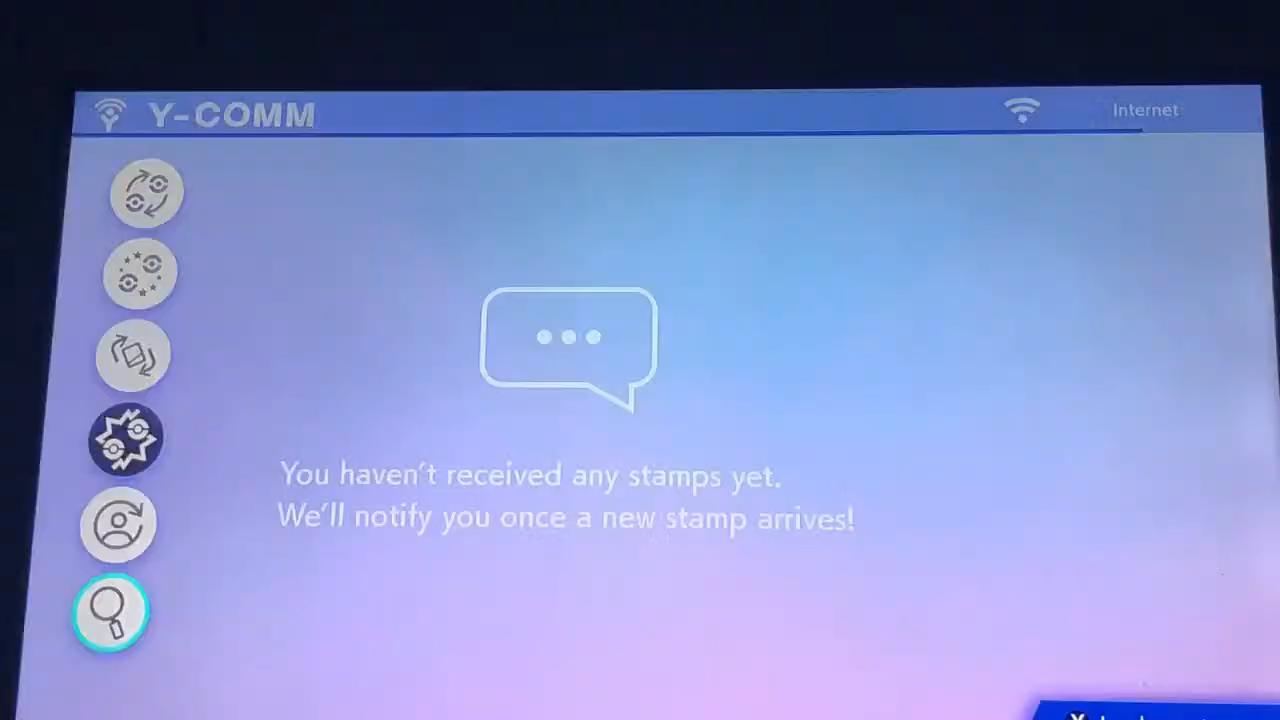 Y-COMM
Internet
You haven't received any stamps yet.
We'll notify you once a new stamp arrives!